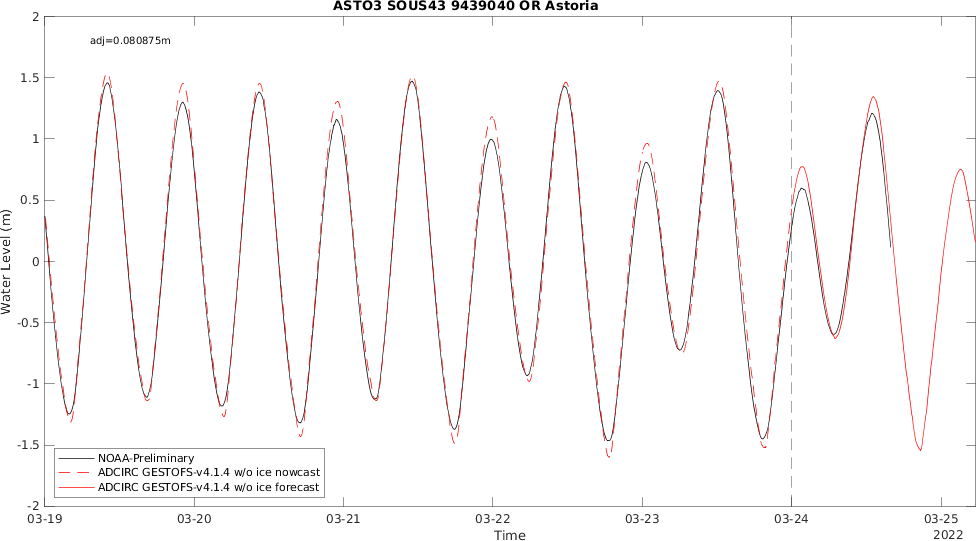 ASTO3 SOUS43 9439040 OR Astoria
adj=0.080875m
2
1.5
1
0.5
0
-0.5
-1
-1.5
-2
Water Level (m)
NOAA-Preliminary
ADCIRC GESTOFS-v4.1.4 w/o ice nowcast
ADCIRC GESTOFS-v4.1.4 w/o ice forecast
03-19 03-20 03-21 03-22 03-23 03-24 03-25
Time
2022